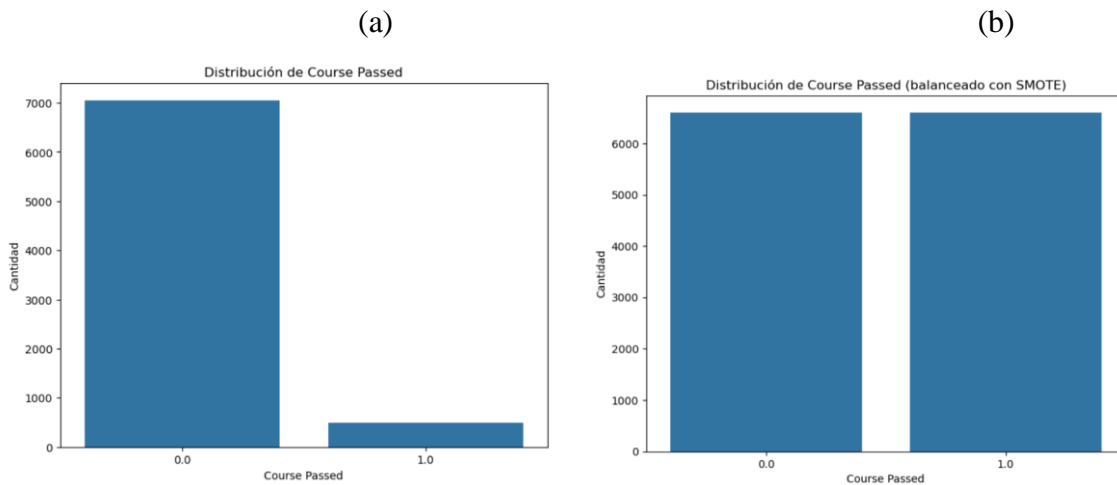 (a)
(b)
Distribución de Course Passed
7000
6000
5000
4000
3000
2000
1000
0
Cantidad
0.0
1.0
Course Passed
Distribución de Course Passed (balanceado con SMOTE)
6000
5000
4000
3000
2000
1000
0
Cantidad
0.0
1.0
Course Passed